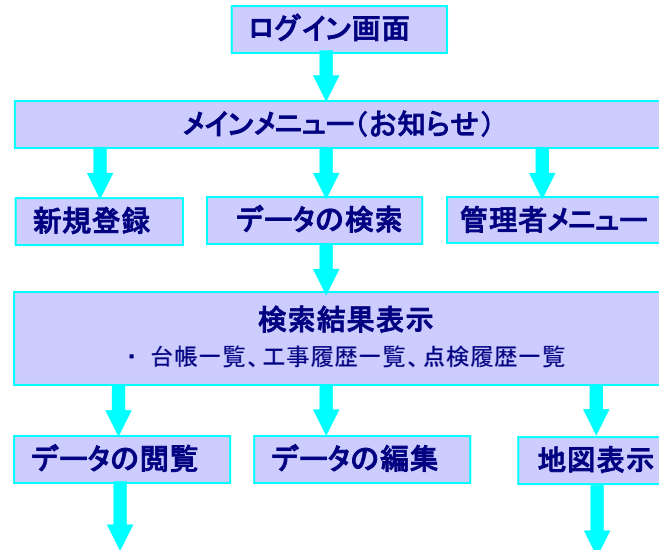 ログイン画面
メインメニュー（お知らせ）
新規登録
データの検索
管理者メニュー
検索結果表示
・ 台帳一覧、工事履歴一覧、点検履歴一覧
データの閲覧
データの編集
地図表示